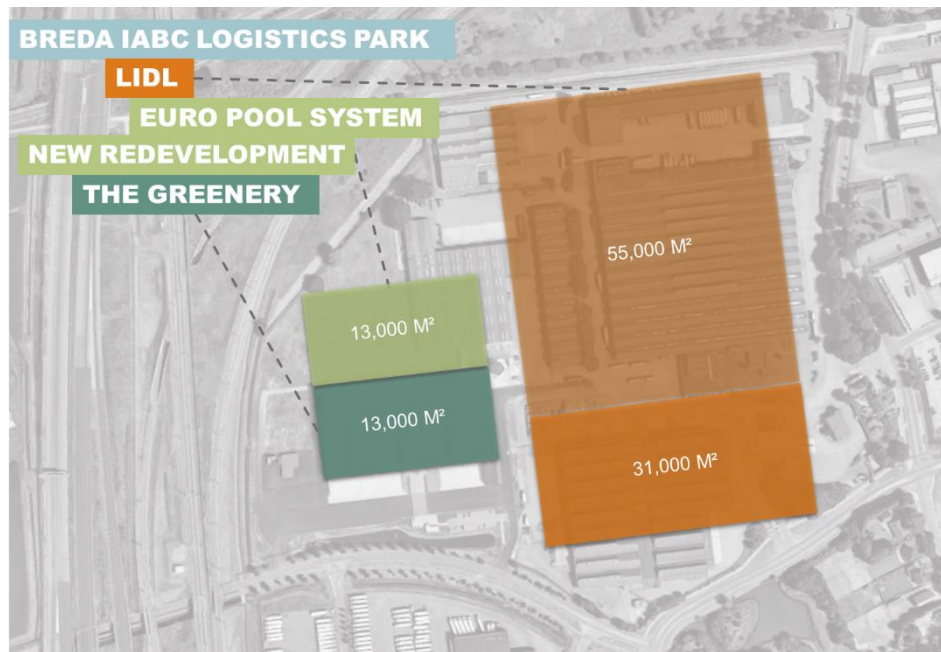 BREDA IABC LOGISTICS PARK
LIDL
EURO POOL SYSTEM
NEW REDEVELOPMENT
THE GREENERY
55,000 M²
13,000 M²
13,000 M²
31,000 M²